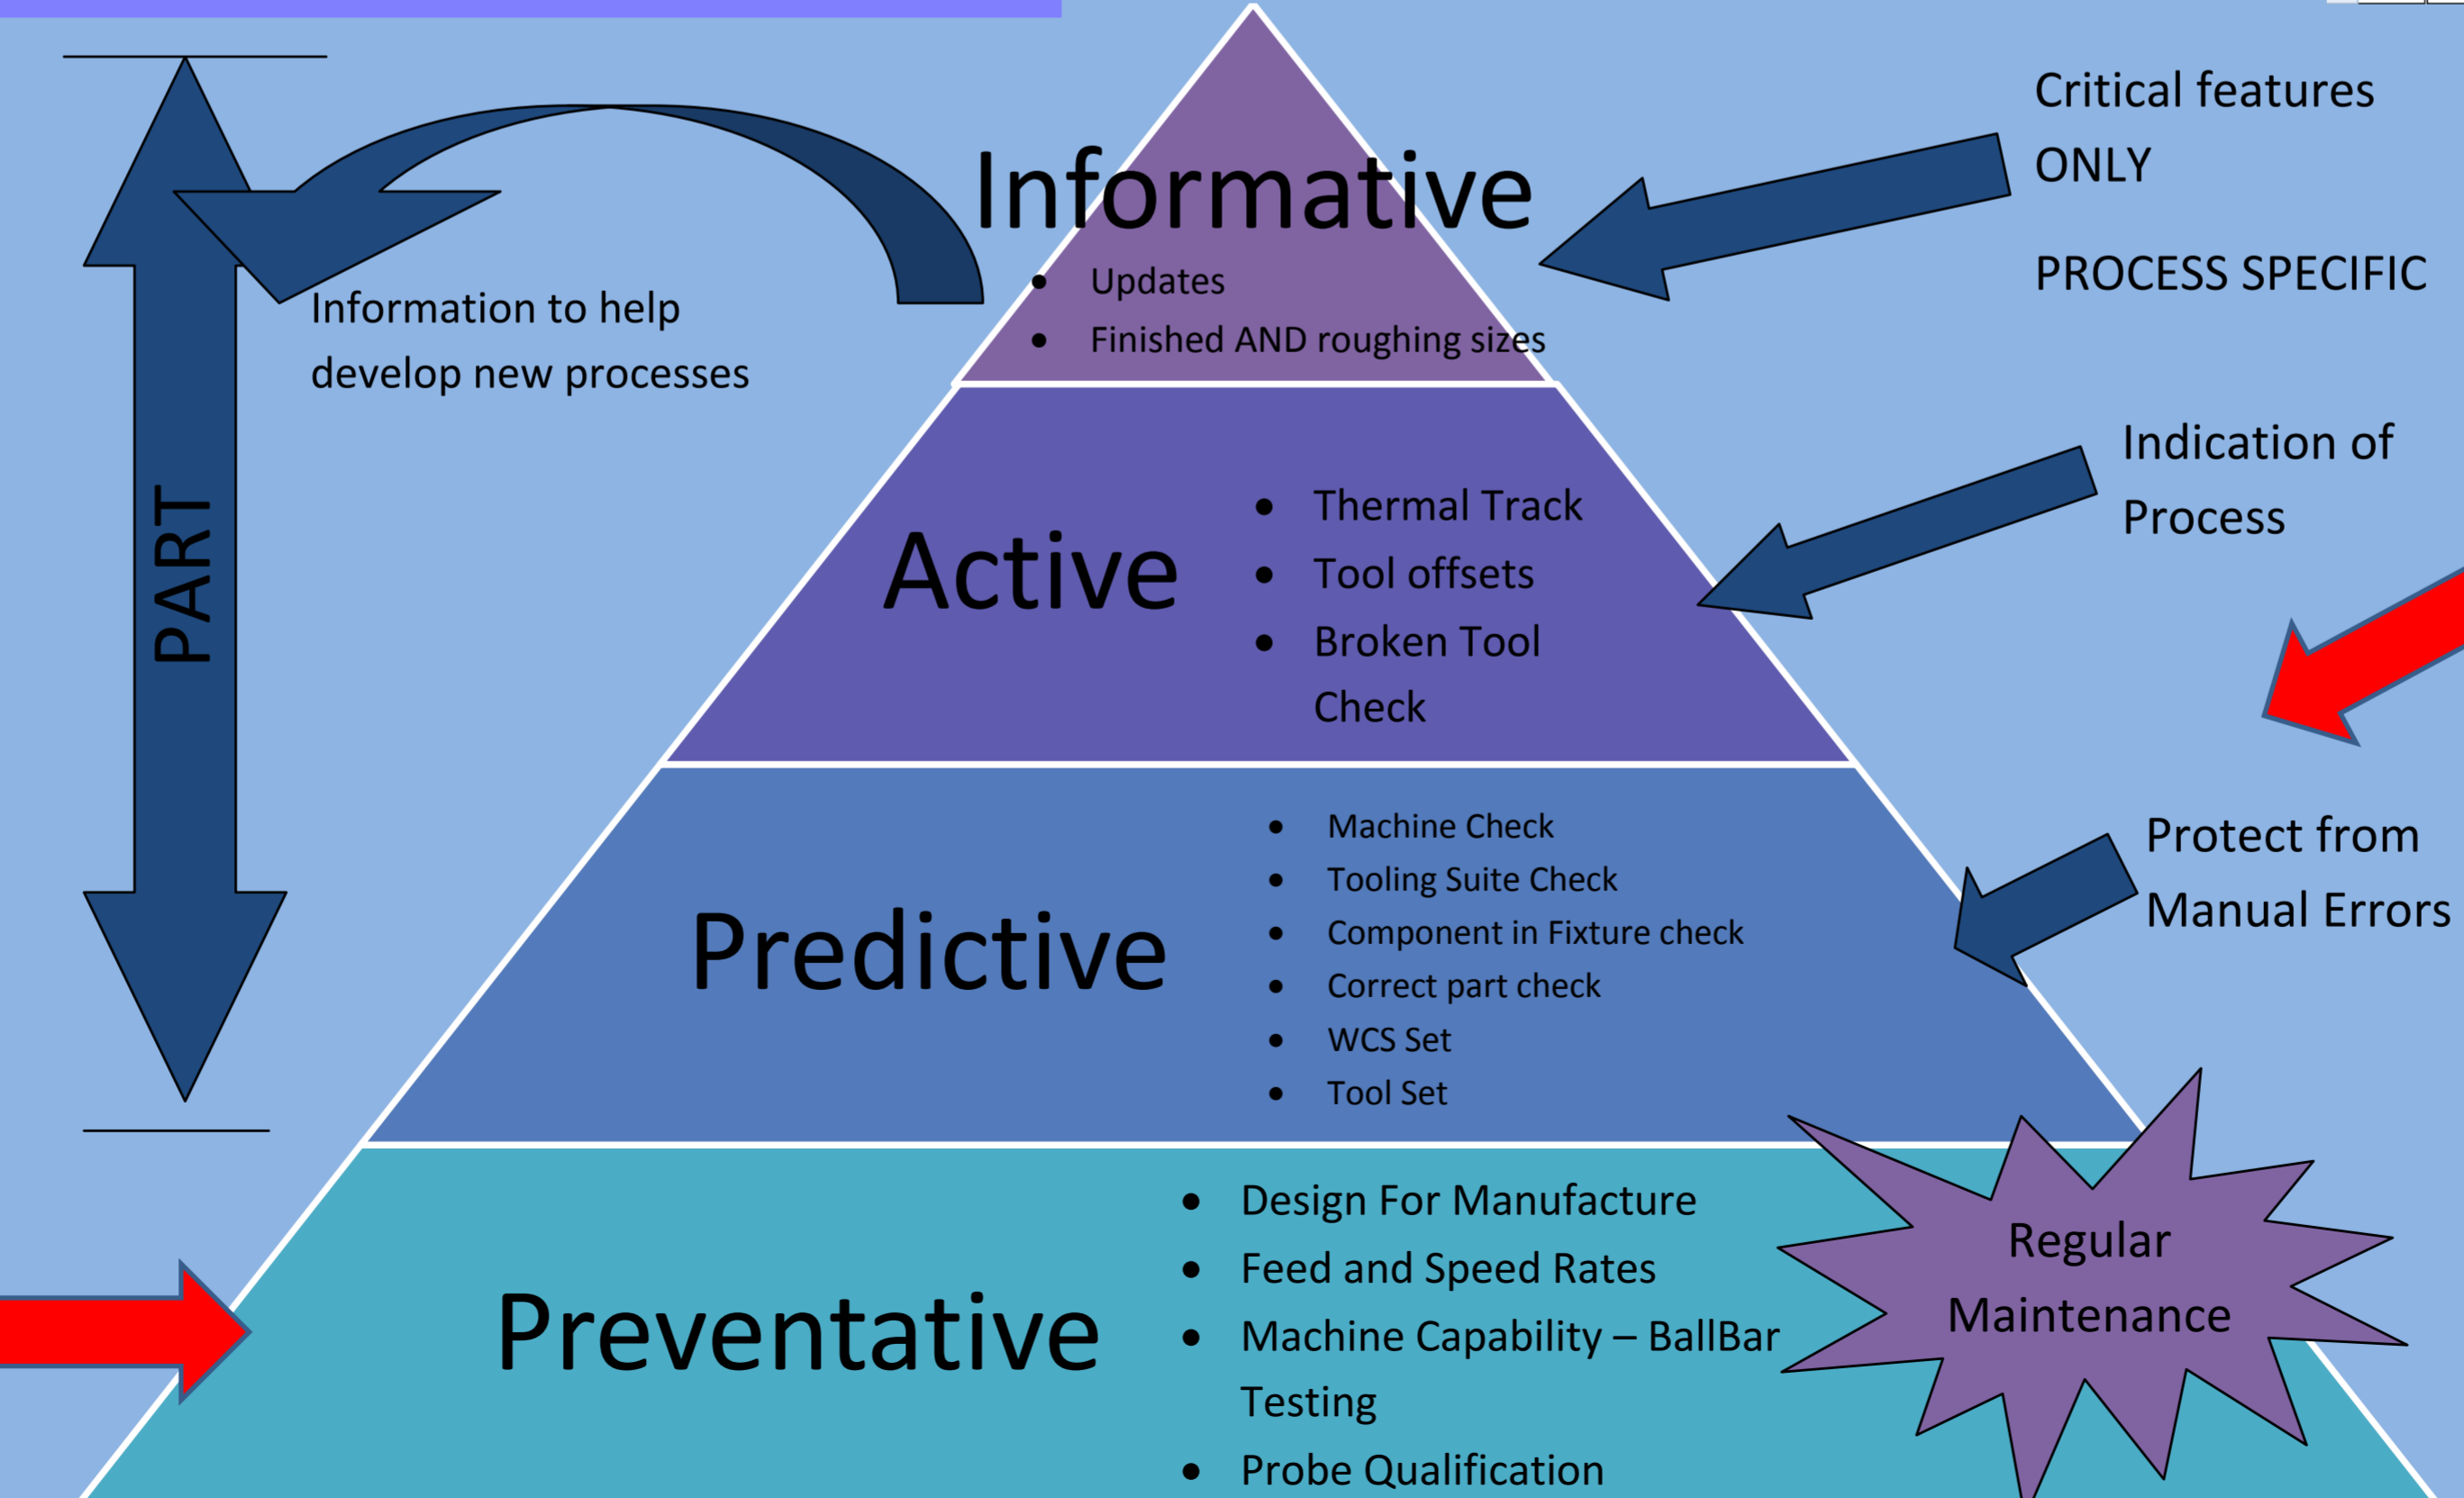 Informative
Updates
Finished AND roughing sizes
Critical features
ONLY
PROCESS SPECIFIC
Information to help
develop new processes
PART
Active
Thermal Track
Tool offsets
Broken Tool
Check
Indication of
Process
Predictive
Machine Check
Tooling Suite Check
Component in Fixture check
Correct part check
WCS Set
Tool Set
Protect from
Manual Errors
Preventative
Design For Manufacture
Feed and Speed Rates
Machine Capability – BallBar
Testing
Probe Qualification
Regular
Maintenance